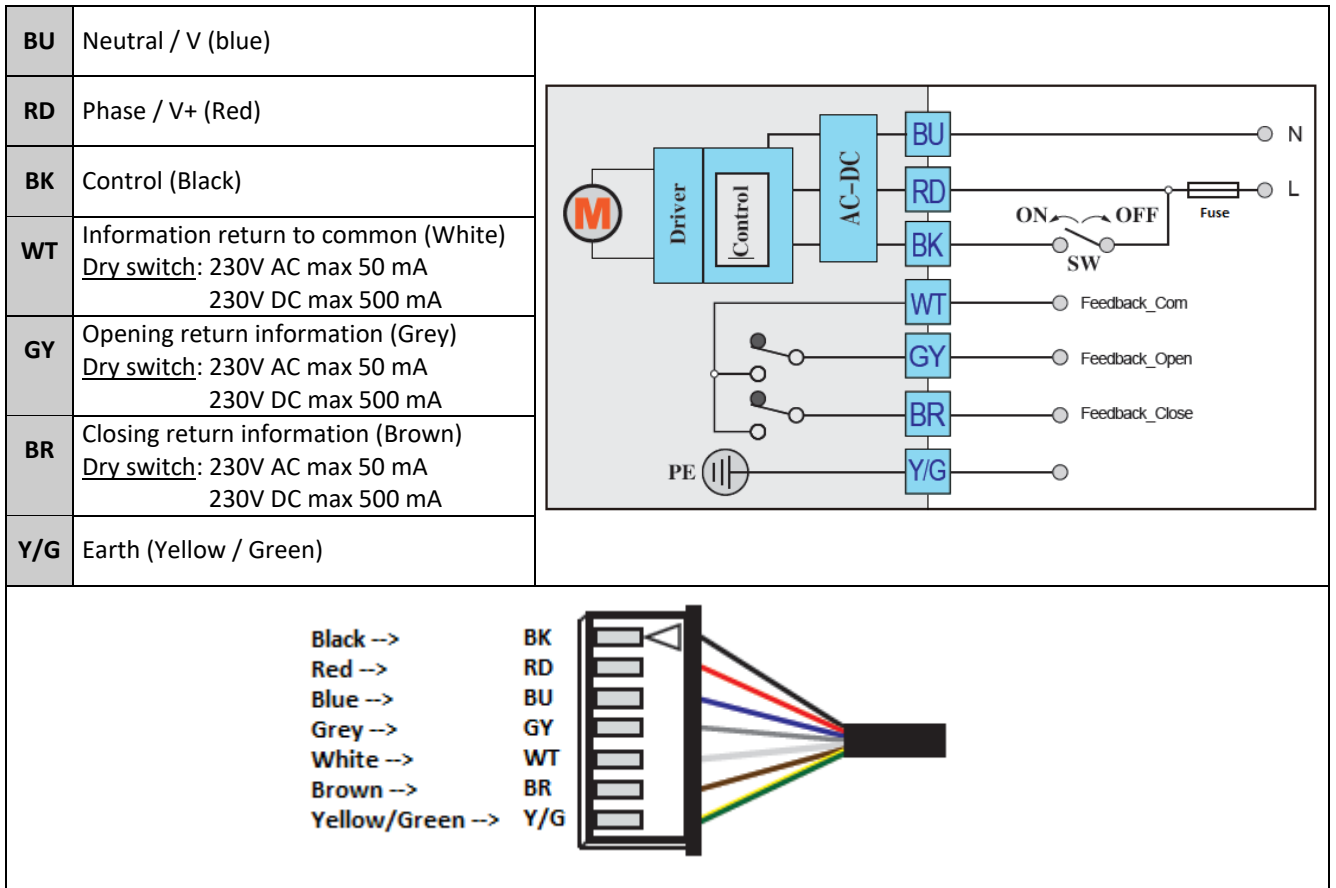 BU Neutral / V (blue)
RD Phase / V+ (Red)
BK Control (Black)
WT Information return to common (White)
Dry switch: 230V AC max 50 mA
230V DC max 500 mA
GY Opening return information (Grey)
Dry switch: 230V AC max 50 mA
230V DC max 500 mA
BR Closing return information (Brown)
Dry switch: 230V AC max 50 mA
230V DC max 500 mA
Y/G Earth (Yellow / Green)
M
Driver
Control
AC-DC
BU N
RD L
Fuse
ON OFF
BK
SW
WT Feedback_Com
GY Feedback_Open
BR Feedback_Close
PE Y/G
Black --> BK
Red --> RD
Blue --> BU
Grey --> GY
White --> WT
Brown --> BR
Yellow/Green --> Y/G